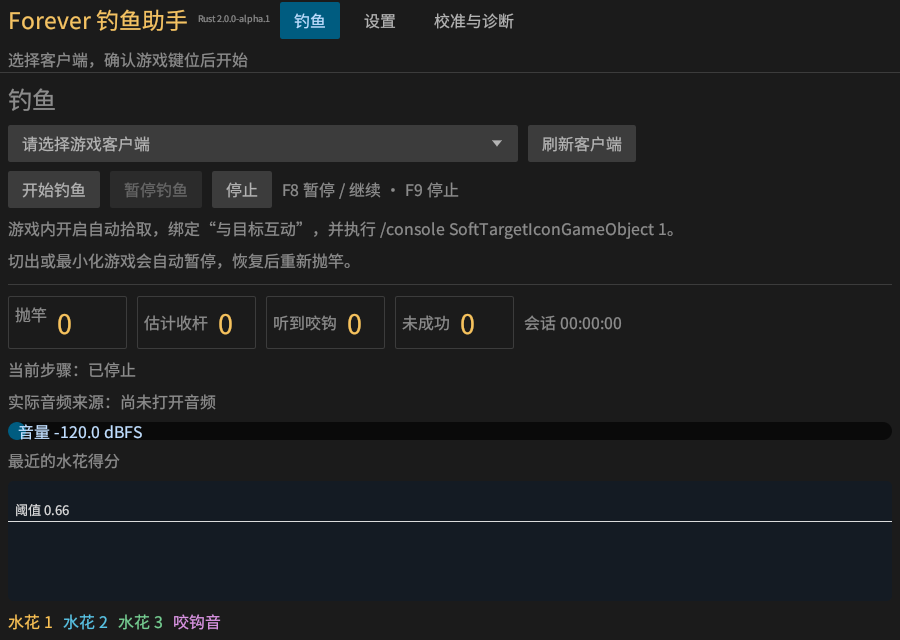 Forever 钓鱼助手 Rust 2.0.0-alpha.1 钓鱼 设置 校准与诊断
选择客户端，确认游戏键位后开始
钓鱼
请选择游戏客户端 刷新客户端
开始钓鱼 暂停钓鱼 停止 F8 暂停 / 继续 • F9 停止
游戏内开启自动拾取，绑定“与目标互动”，并执行 /console SoftTargetIconGameObject 1。
切出或最小化游戏会自动暂停，恢复后重新抛竿。
抛竿 0 估计收杆 0 听到咬钩 0 未成功 0 会话 00:00:00
当前步骤：已停止
实际音频来源：尚未打开音频
音量 -120.0 dBFS
最近的水花得分
阈值 0.66
水花 1 水花 2 水花 3 咬钩音